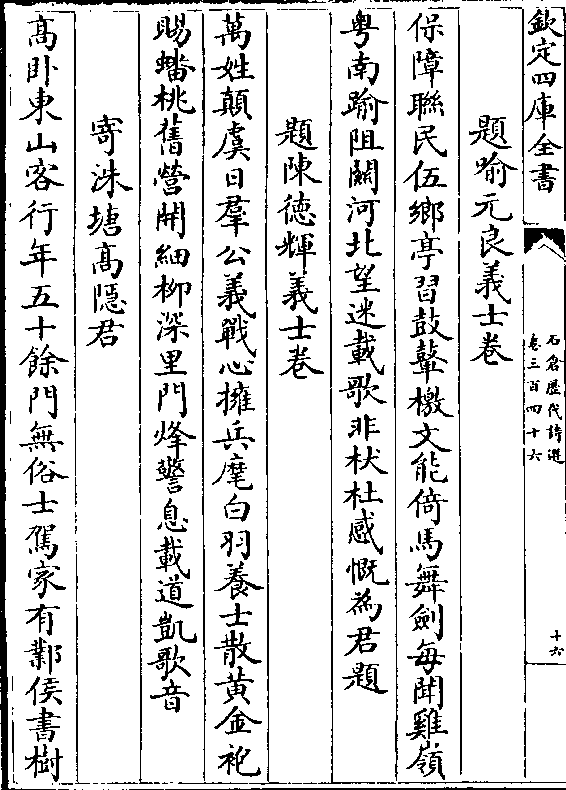 欽定四庫全書
石倉歷代詩選
卷三百四十六
十六
題喻元良義士卷
保障聯民伍鄉亭習鼓鼙檄文能倚馬舞劍每聞雞嶺
粤南踰阻關河北望迷載歌非杕杜感慨為君題
題陳德輝義士卷
萬姓顛虞日羣公義戰心擁兵麾白羽養士散黄金袍
賜蟠桃舊營開細柳深里門烽警息載道凱歌音
寄洙塘髙隠君
髙卧東山客行年五十餘門無俗士駕家有鄴侯書樹